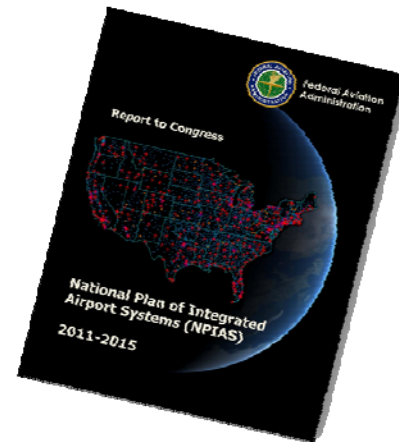 Federal Aviation
Administration
Report to Congress
National Plan of Integrated
Airport Systems (NPIAS)
2011-2015